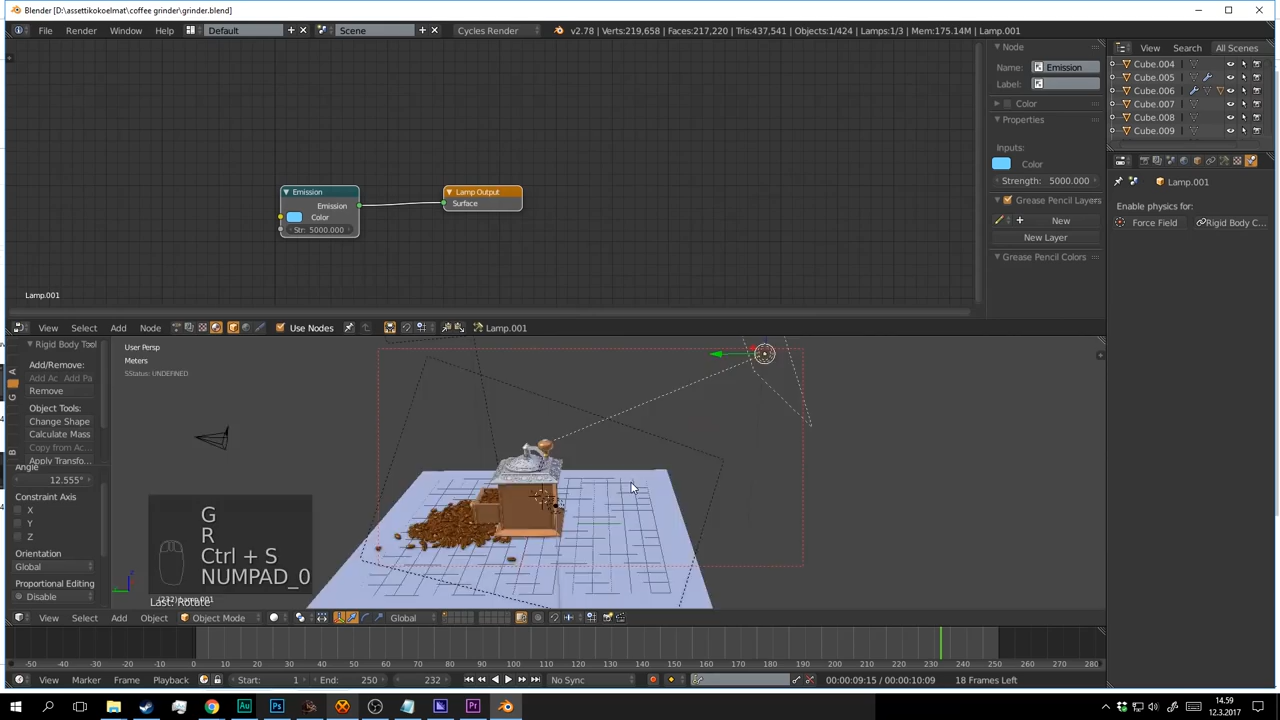 Blender [D:\assettikokoelmat\coffee grinder\grinder.blend]
File Render Window Help Default Scene Cycles Render v2.78 | Verts:219,658 | Faces:217,220 | Tris:437,541 | Objects:1/424 | Lamps:1/3 | Mem:175.14M | Lamp.001
View Search All Scenes
Node
Name: Emission
Label:
Color
Properties
Inputs:
Color
Strength: 5000.000
Grease Pencil Layers
New
New Layer
Grease Pencil Colors
Cube.004
Cube.005
Cube.006
Cube.007
Cube.008
Cube.009
Lamp.001
Enable physics for:
Force Field Rigid Body C...
Emission
Emission
Color
Str: 5000.000
Lamp Output
Surface
Lamp.001
View Select Add Node Use Nodes Lamp.001
Rigid Body Tool
Add/Remove:
Add Ac Add Pa
Remove
Object Tools:
Change Shape
Calculate Mass
Copy from Ac...
Apply Transfo...
Angle
12.555°
Constraint Axis
X
Y
Z
Orientation
Global
Proportional Editing
Disable
User Persp
Meters
SStatus: UNDEFINED
G
R
Ctrl + S
NUMPAD_0
(232) Lamp.001
Last: Rotate
View Select Add Object Object Mode Global
-50 -40 -30 -20 -10 0 10 20 30 40 50 60 70 80 90 100 110 120 130 140 150 160 170 180 190 200 210 220 230 240 250 260 270 280
View Marker Frame Playback Start: 1 End: 250 232 No Sync 00:00:09:15 / 00:00:10:09 18 Frames Left
14.59
12.3.2017